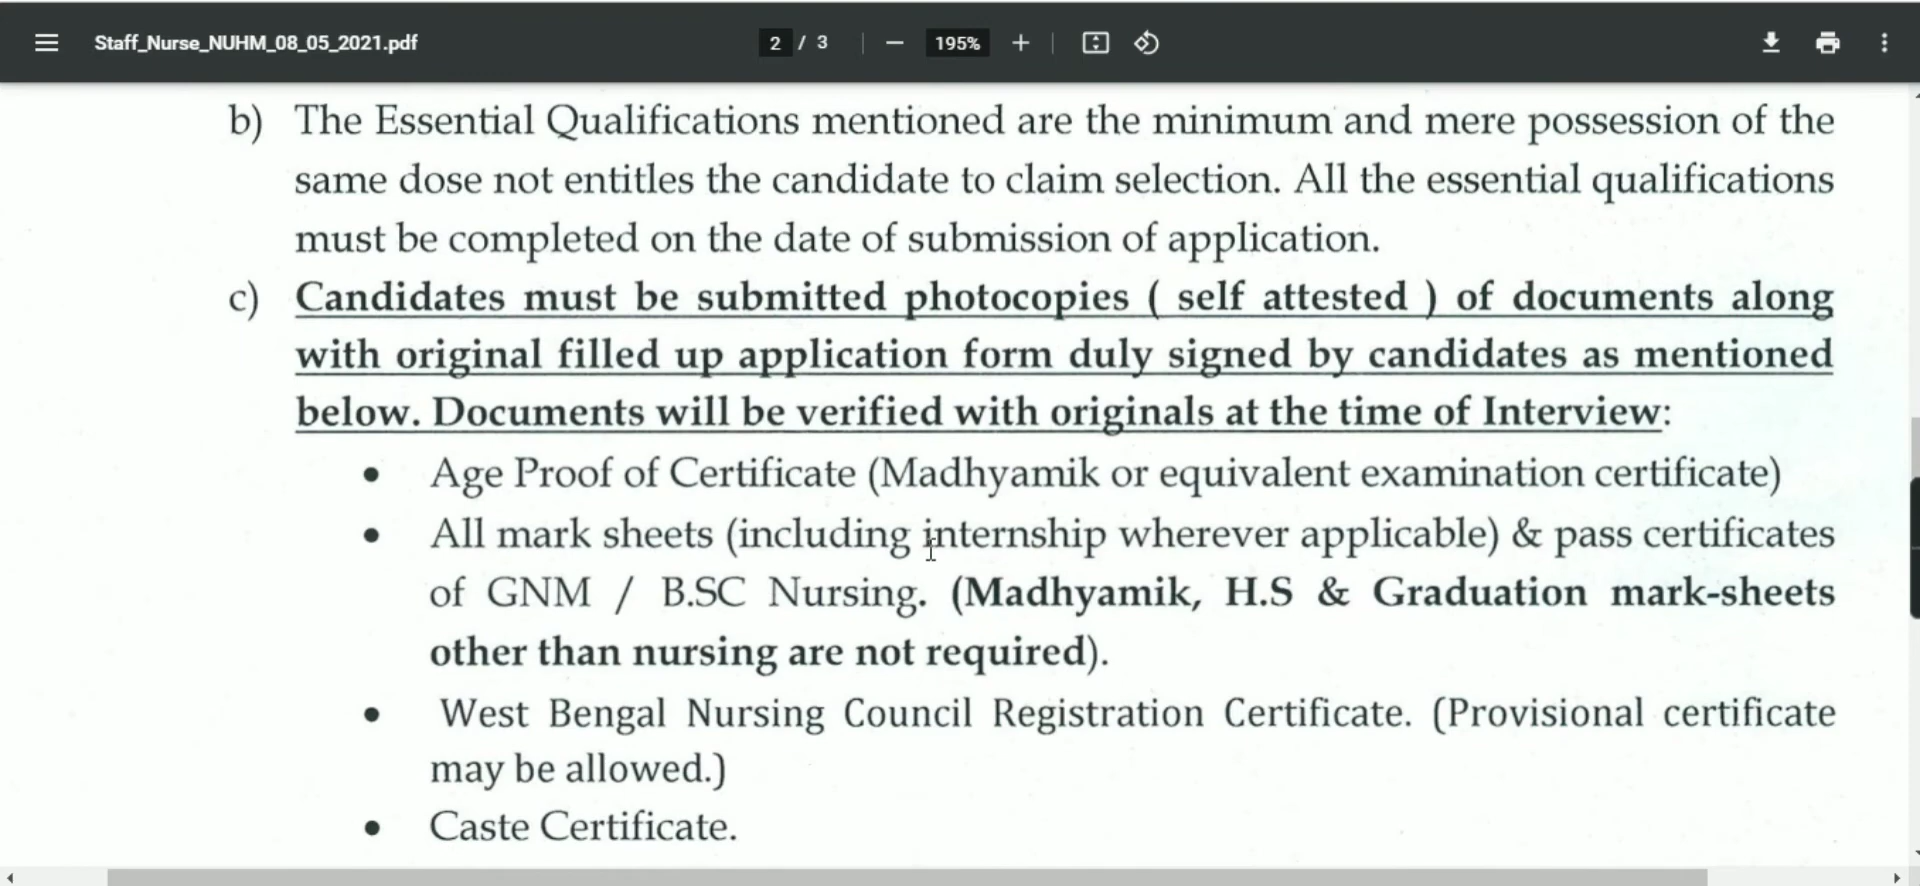 Staff_Nurse_NUHM_08_05_2021.pdf 2 / 3 195%
b) The Essential Qualifications mentioned are the minimum and mere possession of the
same dose not entitles the candidate to claim selection. All the essential qualifications
must be completed on the date of submission of application.
c) Candidates must be submitted photocopies ( self attested ) of documents along
with original filled up application form duly signed by candidates as mentioned
below. Documents will be verified with originals at the time of Interview:
• Age Proof of Certificate (Madhyamik or equivalent examination certificate)
• All mark sheets (including internship wherever applicable) & pass certificates
of GNM / B.SC Nursing. (Madhyamik, H.S & Graduation mark-sheets
other than nursing are not required).
• West Bengal Nursing Council Registration Certificate. (Provisional certificate
may be allowed.)
• Caste Certificate.